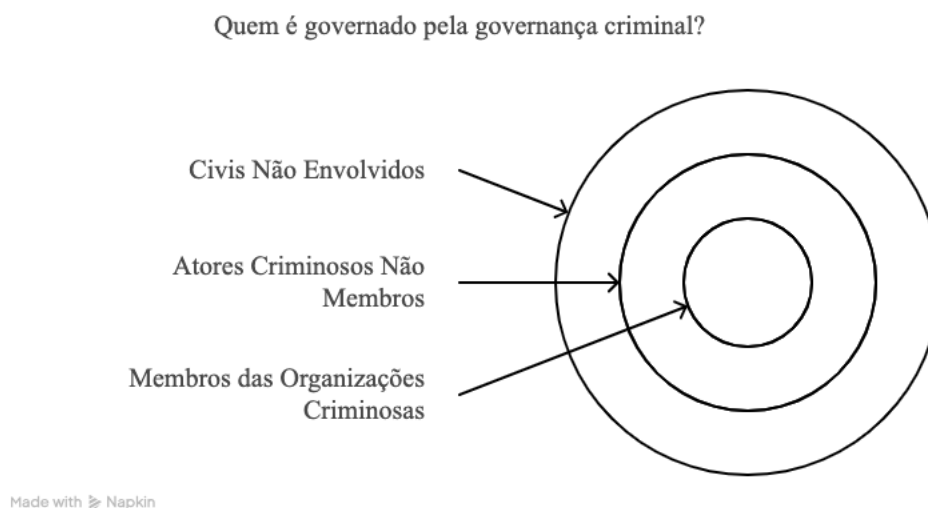 Quem é governado pela governança criminal?
Civis Não Envolvidos
Atores Criminosos Não
Membros
Membros das Organizações
Criminosas
Made with Napkin